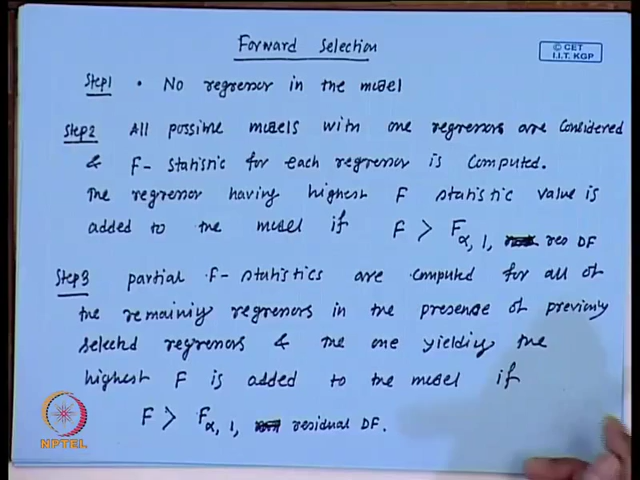 Forward Selection
© CET
I.I.T. KGP
Step1 • No regressor in the model
Step2 All possible models with one regressors are considered
& F- statistic for each regressor is computed.
The regressor having highest F statistic value is
added to the model if F > Fα, 1, res DF
Step3 partial F-statistics are computed for all of
the remaining regressors in the presence of previously
selected regressors & the one yielding the
highest F is added to the model if
F > Fα, 1, residual DF.
NPTEL